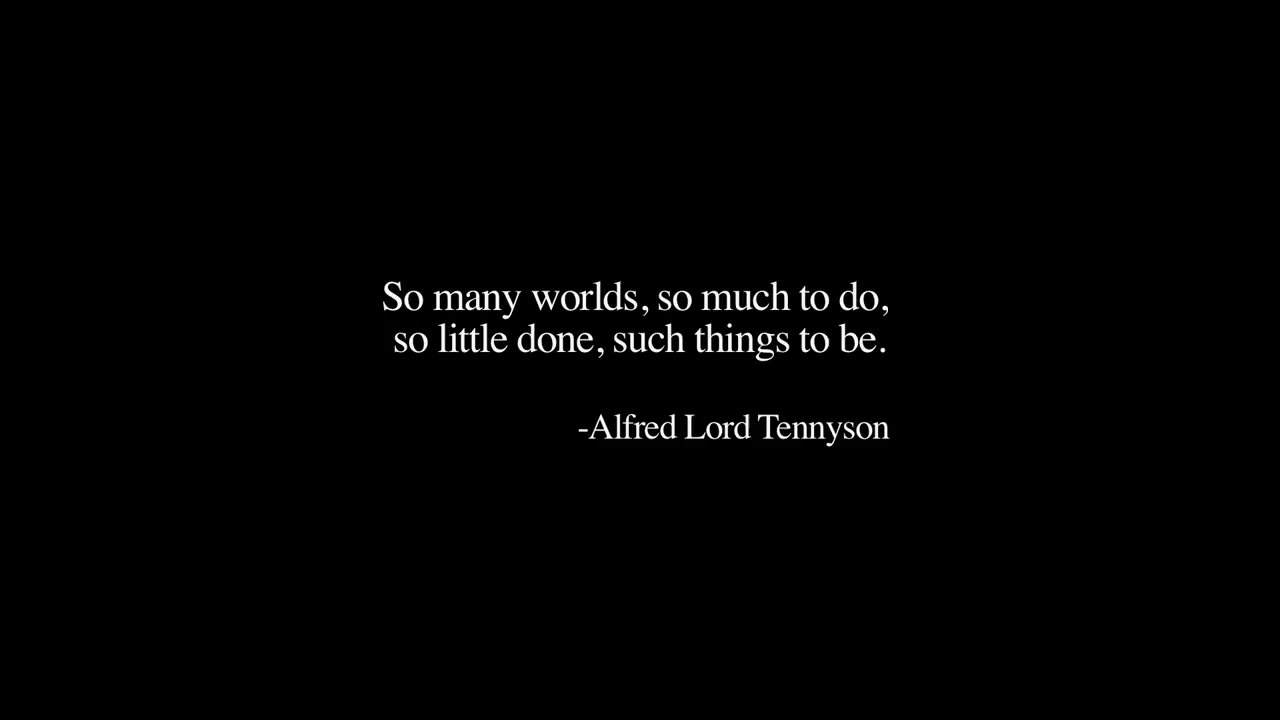 So many worlds, so much to do,
so little done, such things to be.
-Alfred Lord Tennyson